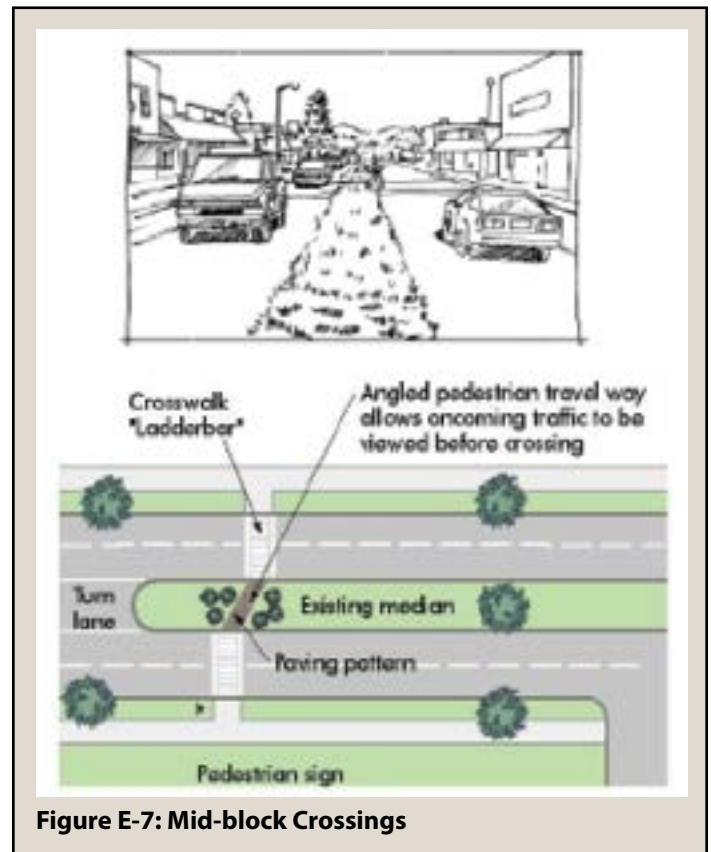 Crosswalk
"Ladderbar"
Angled pedestrian travel way
allows oncoming traffic to be
viewed before crossing
Turn
lane
Existing median
Paving pattern
Pedestrian sign
Figure E-7: Mid-block Crossings